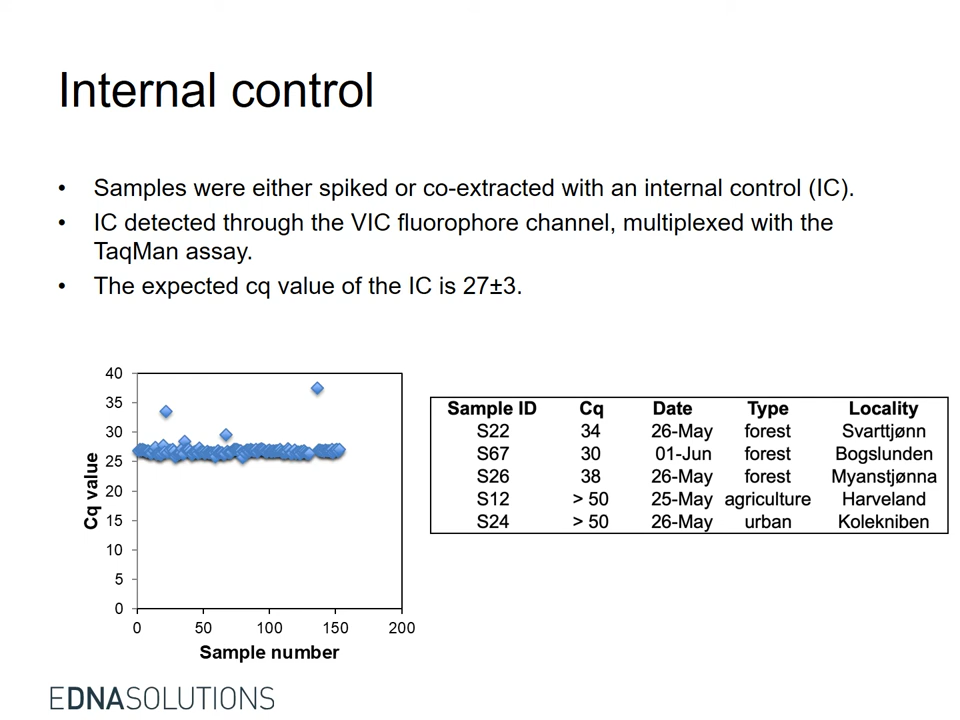 Internal control
• Samples were either spiked or co-extracted with an internal control (IC).
• IC detected through the VIC fluorophore channel, multiplexed with the
TaqMan assay.
• The expected cq value of the IC is 27±3.
40
35
30
25
20
15
10
5
0
Cq value
0 50 100 150 200
Sample number
Sample ID Cq Date Type Locality
S22 34 26-May forest Svarttjønn
S67 30 01-Jun forest Bogslunden
S26 38 26-May forest Myanstjønna
S12 > 50 25-May agriculture Harveland
S24 > 50 26-May urban Kolekniben
EDNASOLUTIONS